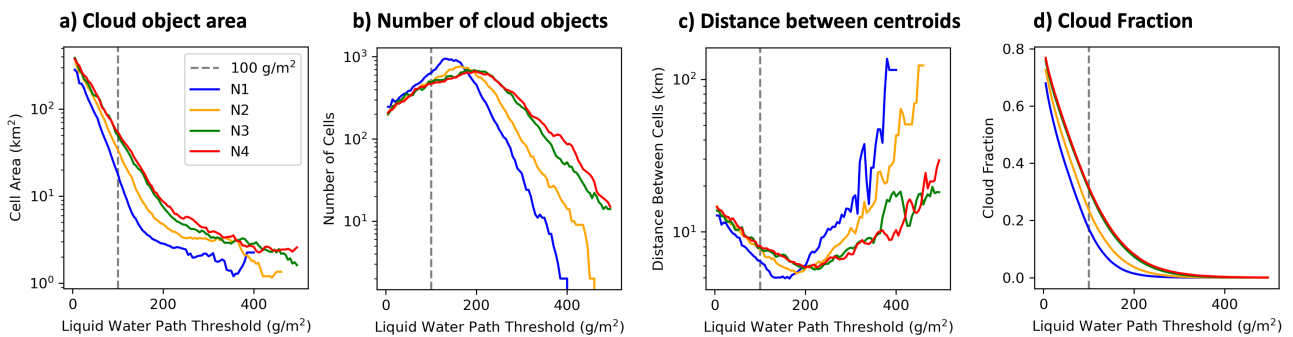 a) Cloud object area
b) Number of cloud objects
c) Distance between centroids
d) Cloud Fraction
Cell Area (km²)
10²
10¹
10⁰
0
200
400
Liquid Water Path Threshold (g/m²)
100 g/m²
N1
N2
N3
N4
Number of Cells
10³
10²
10¹
0
200
400
Liquid Water Path Threshold (g/m²)
Distance Between Cells (km)
10²
10¹
0
200
400
Liquid Water Path Threshold (g/m²)
Cloud Fraction
0.8
0.6
0.4
0.2
0.0
0
200
400
Liquid Water Path Threshold (g/m²)